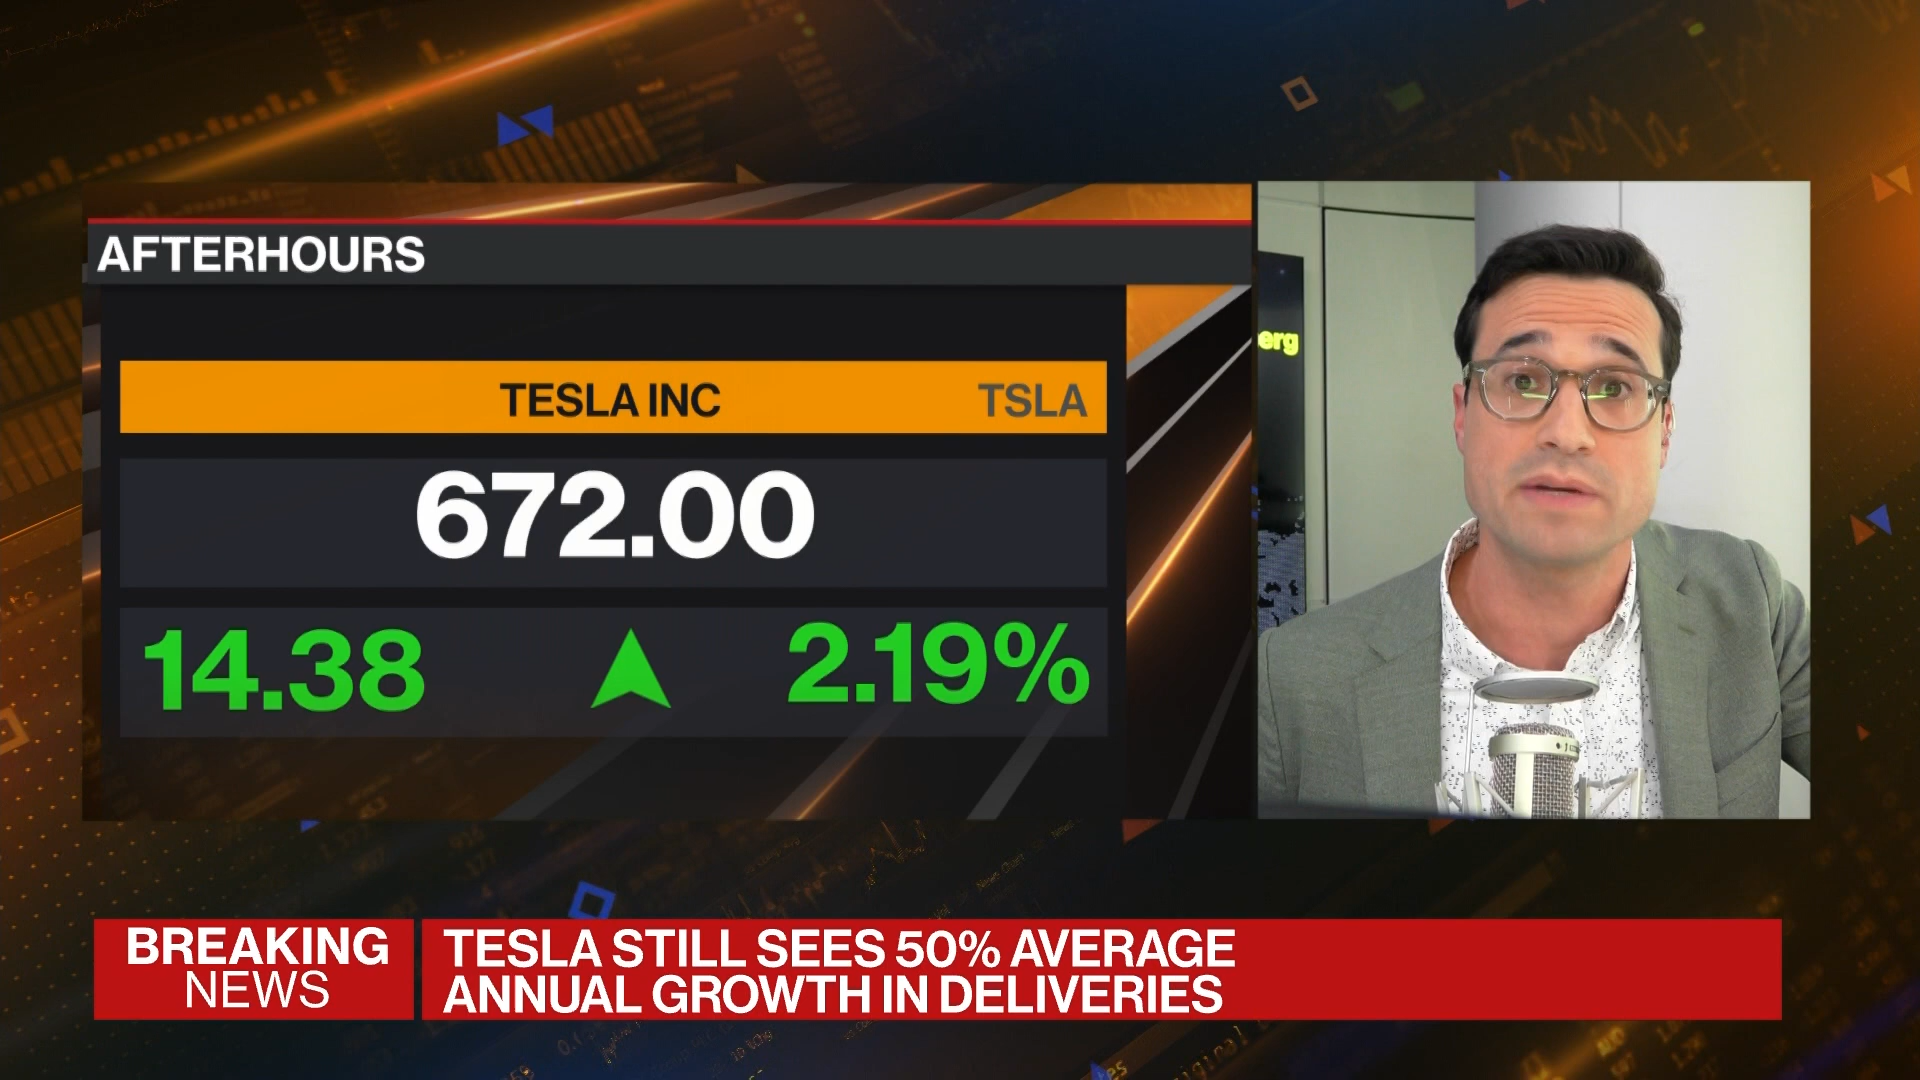 AFTERHOURS
TESLA INC TSLA
672.00
14.38 2.19%
erg
BREAKING
NEWS
TESLA STILL SEES 50% AVERAGE
ANNUAL GROWTH IN DELIVERIES